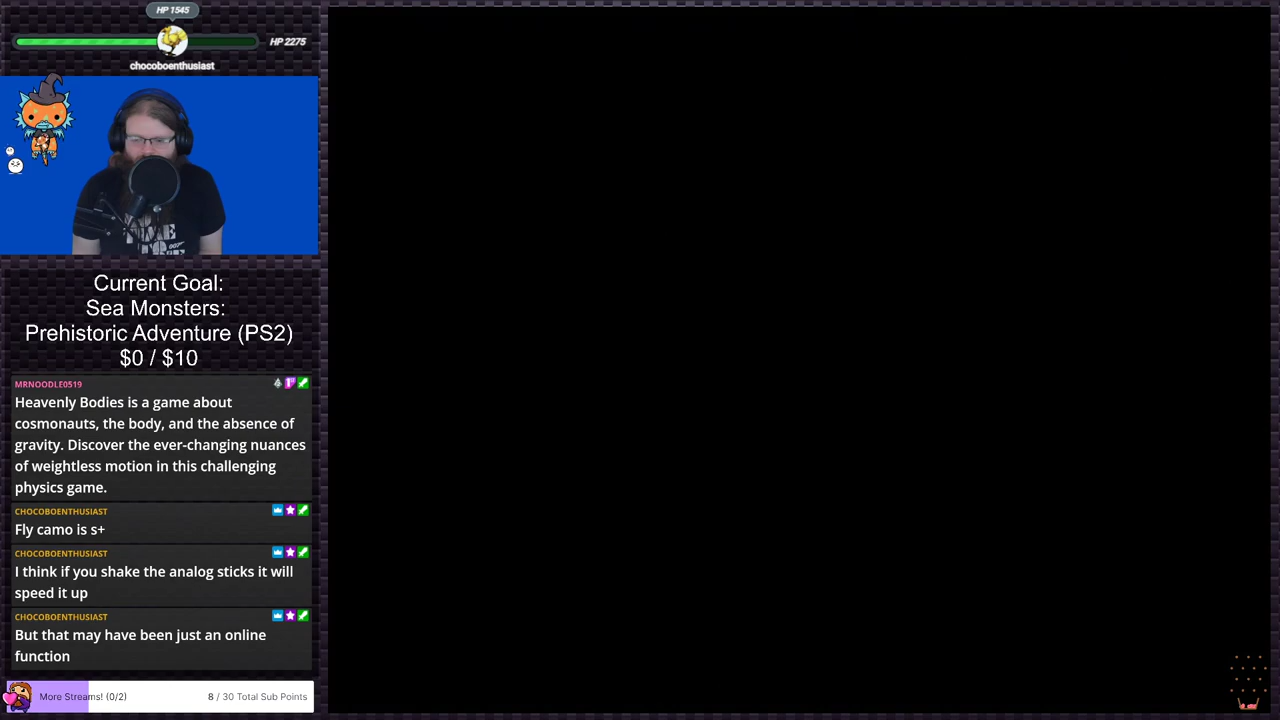 HP 1545
HP 2275
chocoboenthusiast
TIME
007
Current Goal:
Sea Monsters:
Prehistoric Adventure (PS2)
$0 / $10
MRNOODLE0519
Heavenly Bodies is a game about
cosmonauts, the body, and the absence of
gravity. Discover the ever-changing nuances
of weightless motion in this challenging
physics game.
CHOCOBOENTHUSIAST
Fly camo is s+
CHOCOBOENTHUSIAST
I think if you shake the analog sticks it will
speed it up
CHOCOBOENTHUSIAST
But that may have been just an online
function
More Streams! (0/2)
8 / 30 Total Sub Points